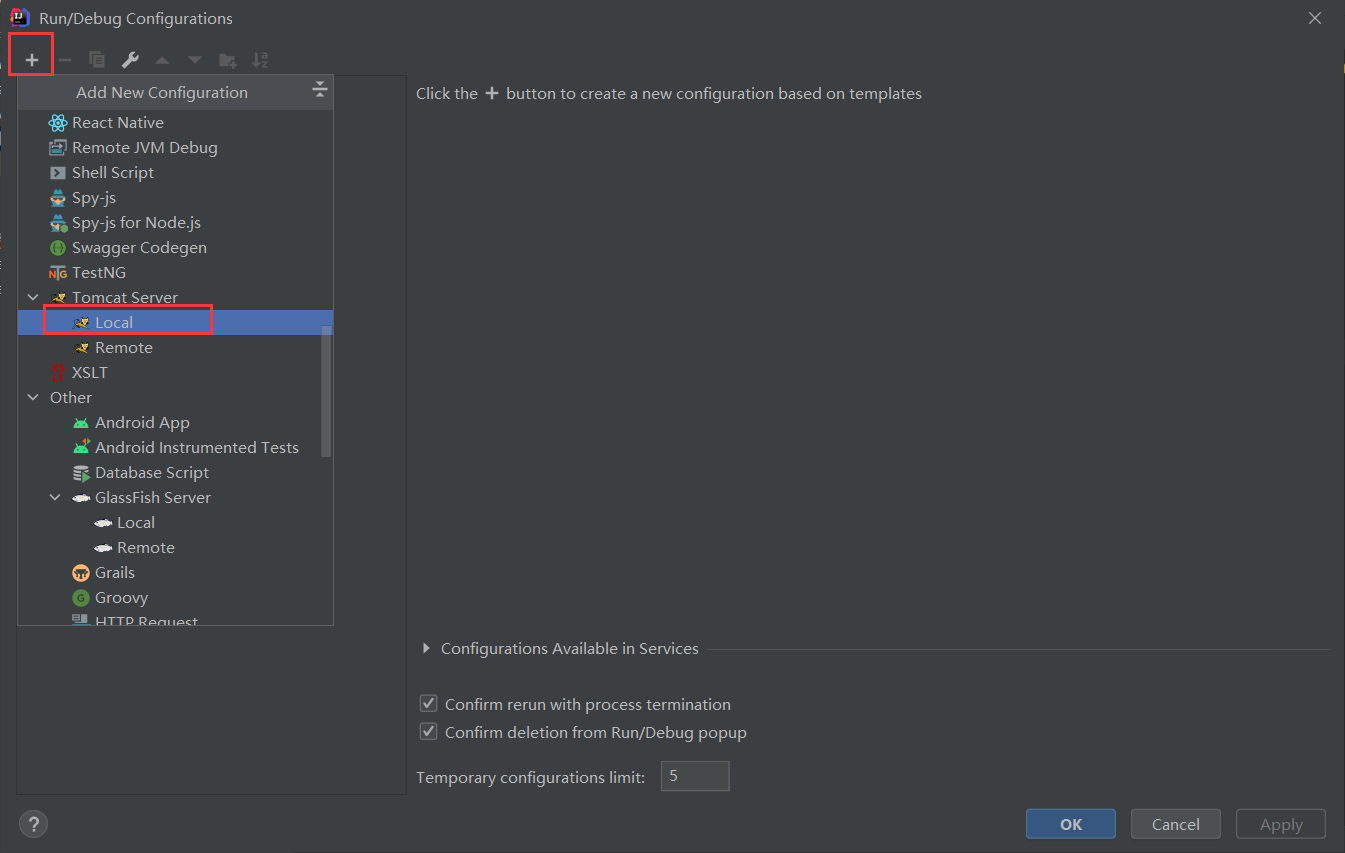 Run/Debug Configurations
Add New Configuration
Click the + button to create a new configuration based on templates
React Native
Remote JVM Debug
Shell Script
Spy-js
Spy-js for Node.js
Swagger Codegen
TestNG
Tomcat Server
Local
Remote
XSLT
Other
Android App
Android Instrumented Tests
Database Script
GlassFish Server
Local
Remote
Grails
Groovy
HTTP Request
Configurations Available in Services
Confirm rerun with process termination
Confirm deletion from Run/Debug popup
Temporary configurations limit: 5
? OK Cancel Apply